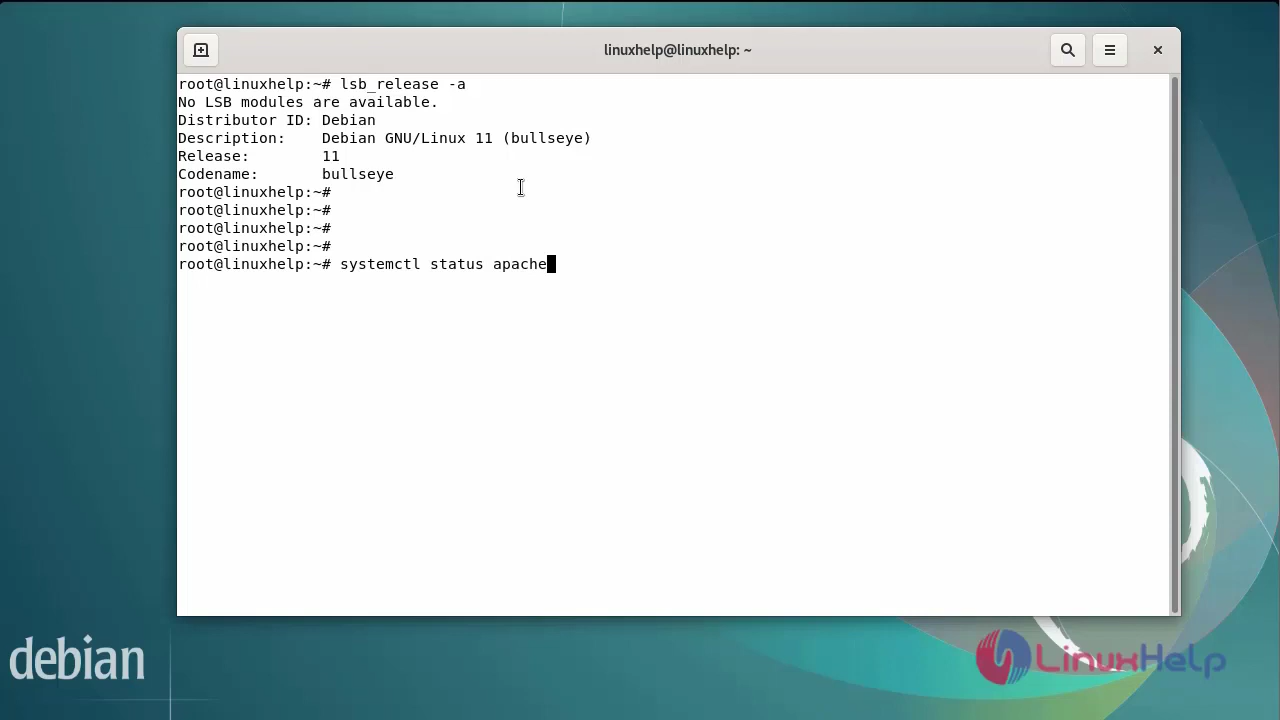 linuxhelp@linuxhelp: ~
root@linuxhelp:~# lsb_release -a
No LSB modules are available.
Distributor ID: Debian
Description:    Debian GNU/Linux 11 (bullseye)
Release:        11
Codename:       bullseye
root@linuxhelp:~#
root@linuxhelp:~#
root@linuxhelp:~#
root@linuxhelp:~#
root@linuxhelp:~# systemctl status apache
debian
LinuxHelp